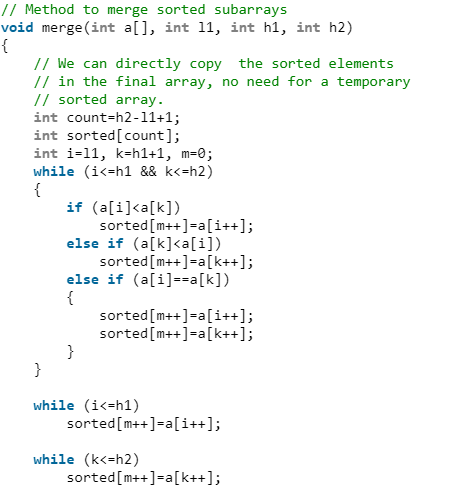 // Method to merge sorted subarrays
void merge(int a[], int l1, int h1, int h2)
{
    // We can directly copy  the sorted elements
    // in the final array, no need for a temporary
    // sorted array.
    int count=h2-l1+1;
    int sorted[count];
    int i=l1, k=h1+1, m=0;
    while (i<=h1 && k<=h2)
    {
        if (a[i]<a[k])
            sorted[m++]=a[i++];
        else if (a[k]<a[i])
            sorted[m++]=a[k++];
        else if (a[i]==a[k])
        {
            sorted[m++]=a[i++];
            sorted[m++]=a[k++];
        }
    }

    while (i<=h1)
        sorted[m++]=a[i++];

    while (k<=h2)
        sorted[m++]=a[k++];